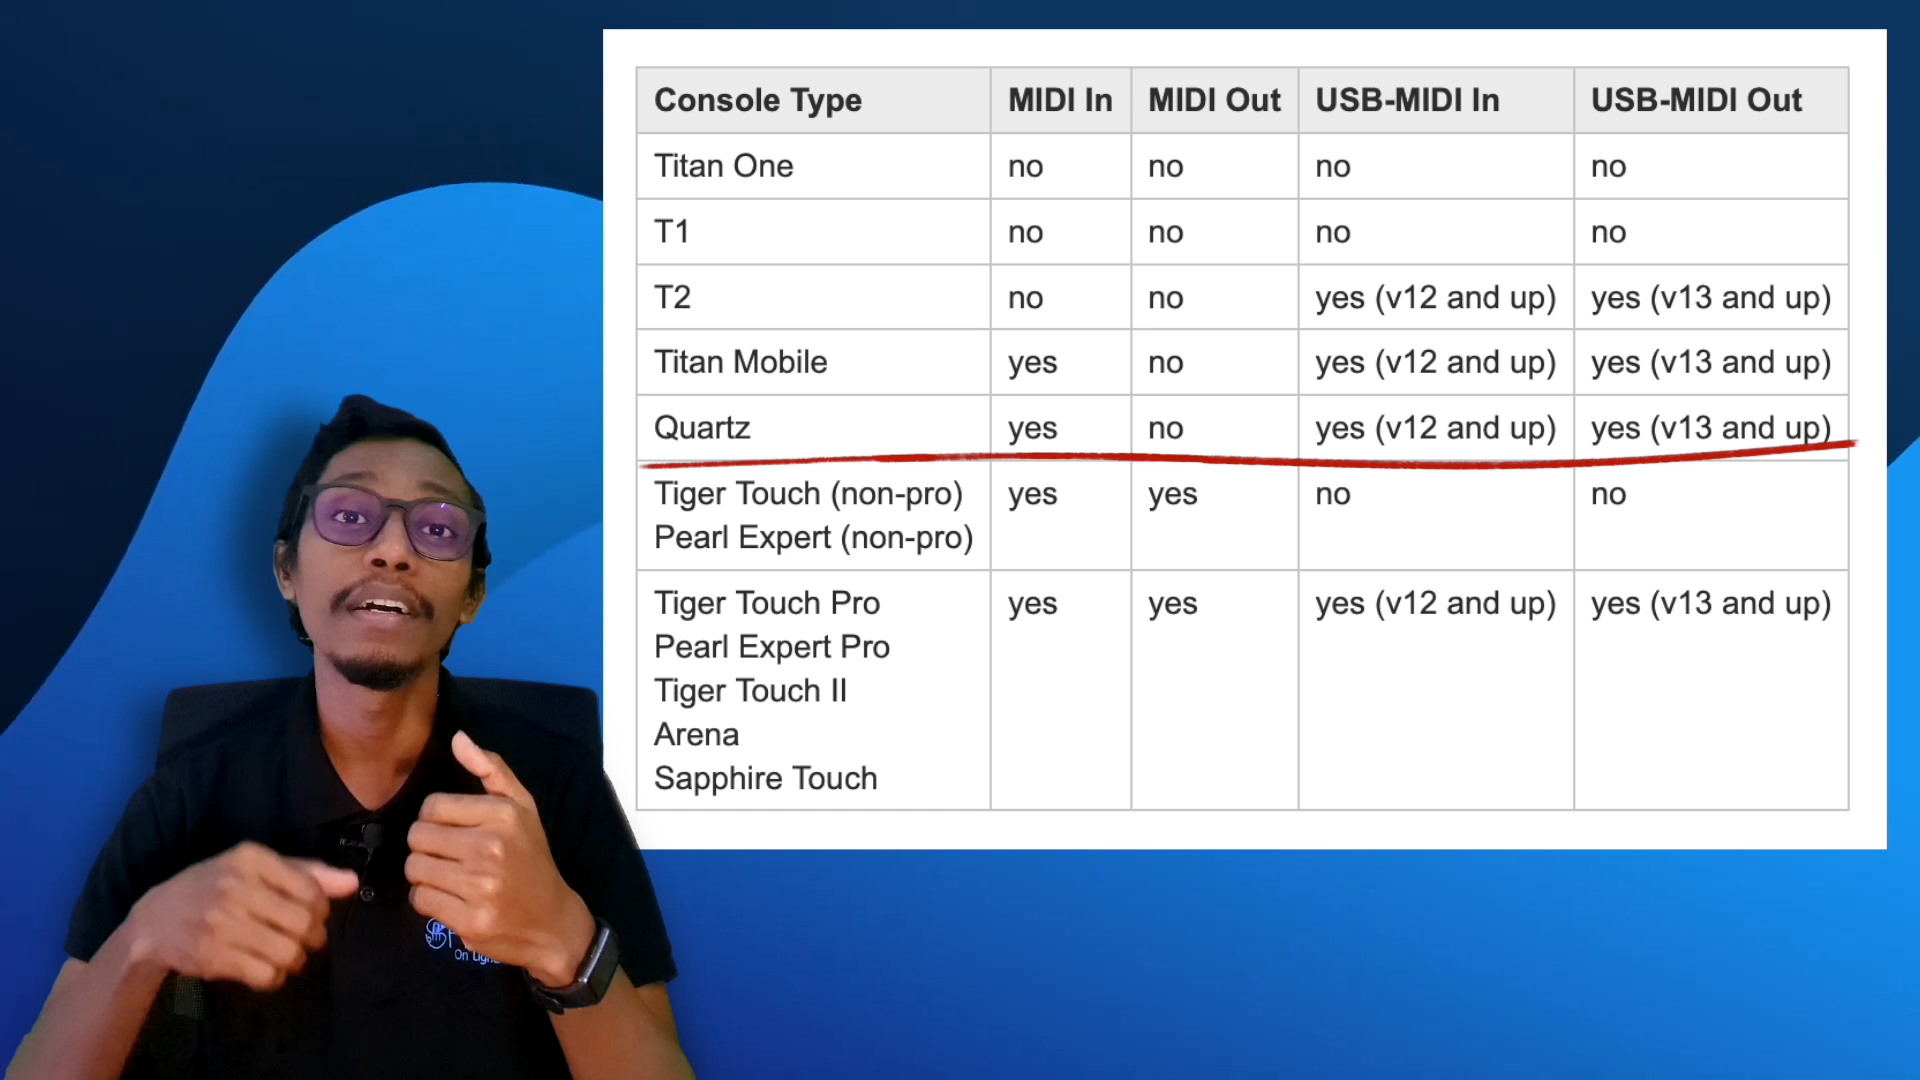 Console Type MIDI In MIDI Out USB-MIDI In USB-MIDI Out
Titan One no no no no
T1 no no no no
T2 no no yes (v12 and up) yes (v13 and up)
Titan Mobile yes no yes (v12 and up) yes (v13 and up)
Quartz yes no yes (v12 and up) yes (v13 and up)
Tiger Touch (non-pro) yes yes no no
Pearl Expert (non-pro)
Tiger Touch Pro yes yes yes (v12 and up) yes (v13 and up)
Pearl Expert Pro
Tiger Touch II
Arena
Sapphire Touch
On